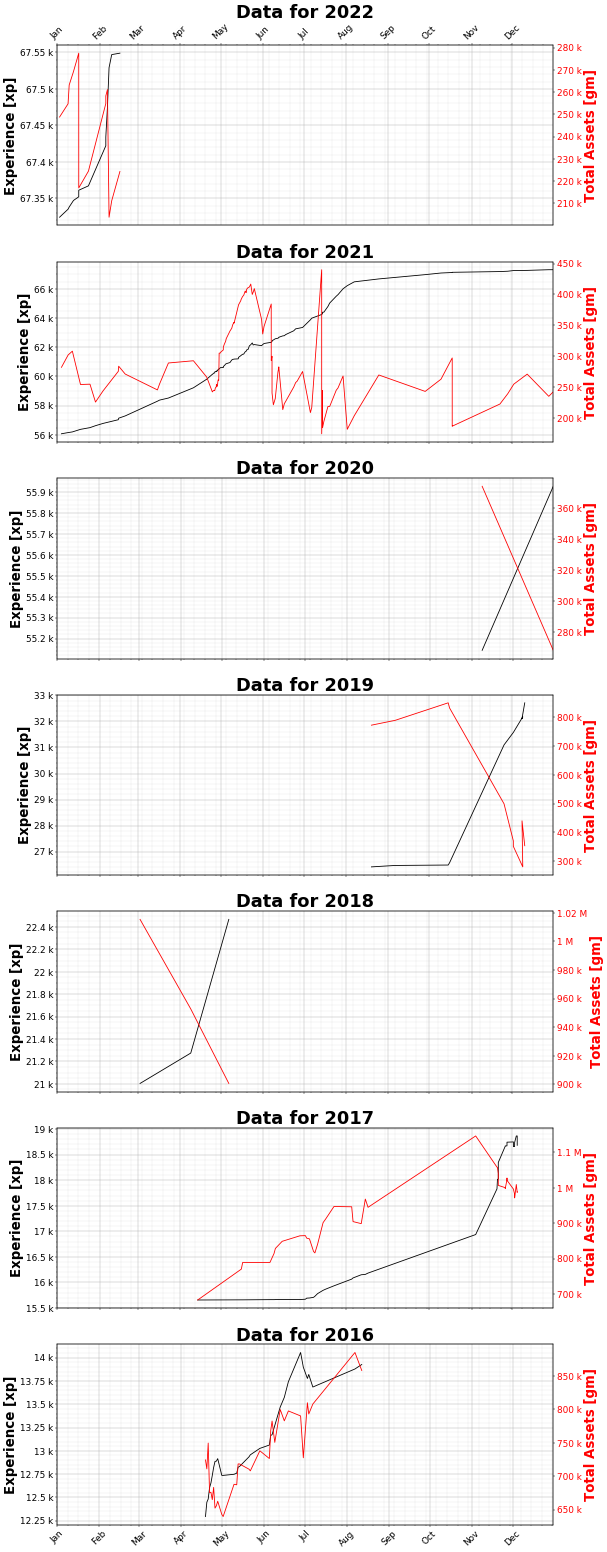 Data for 2022
Jan Feb Mar Apr May Jun Jul Aug Sep Oct Nov Dec
Experience [xp]
67.55 k
67.5 k
67.45 k
67.4 k
67.35 k
280 k
270 k
260 k
250 k
240 k
230 k
220 k
210 k
Total Assets [gm]
Data for 2021
Experience [xp]
66 k
64 k
62 k
60 k
58 k
56 k
450 k
400 k
350 k
300 k
250 k
200 k
Total Assets [gm]
Data for 2020
Experience [xp]
55.9 k
55.8 k
55.7 k
55.6 k
55.5 k
55.4 k
55.3 k
55.2 k
360 k
340 k
320 k
300 k
280 k
Total Assets [gm]
Data for 2019
Experience [xp]
33 k
32 k
31 k
30 k
29 k
28 k
27 k
800 k
700 k
600 k
500 k
400 k
300 k
Total Assets [gm]
Data for 2018
Experience [xp]
22.4 k
22.2 k
22 k
21.8 k
21.6 k
21.4 k
21.2 k
21 k
1.02 M
1 M
980 k
960 k
940 k
920 k
900 k
Total Assets [gm]
Data for 2017
Experience [xp]
19 k
18.5 k
18 k
17.5 k
17 k
16.5 k
16 k
15.5 k
1.1 M
1 M
900 k
800 k
700 k
Total Assets [gm]
Data for 2016
Experience [xp]
14 k
13.75 k
13.5 k
13.25 k
13 k
12.75 k
12.5 k
12.25 k
850 k
800 k
750 k
700 k
650 k
Total Assets [gm]
Jan Feb Mar Apr May Jun Jul Aug Sep Oct Nov Dec